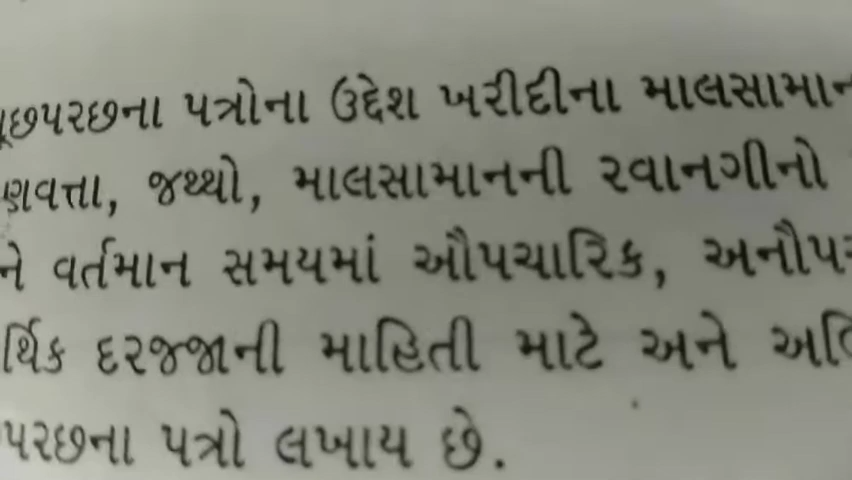 પૂછપરછના પત્રોના ઉદ્દેશ ખરીદીના માલસામાન
ણવત્તા, જથ્થો, માલસામાનની રવાનગીનો
ને વર્તમાન સમયમાં ઔપચારિક, અનૌપર
ર્થિક દરજ્જાની માહિતી માટે અને
પરછના પત્રો લખાય છે.